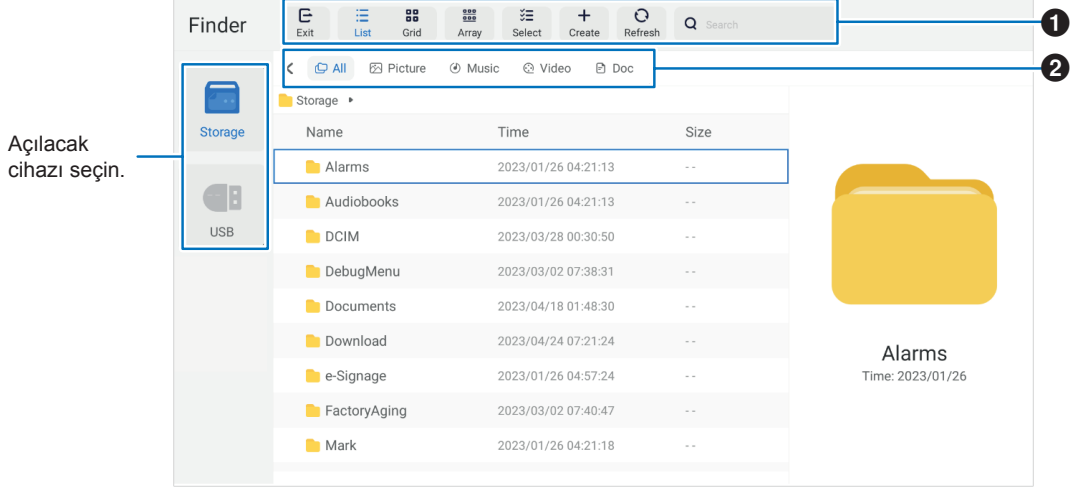 Finder
Exit List Grid Array Select Create Refresh Search
1
All Picture Music Video Doc
2
Açılacak
cihazı seçin.
Storage
USB
Storage
Name Time Size
Alarms 2023/01/26 04:21:13 - -
Audiobooks 2023/01/26 04:21:13 - -
DCIM 2023/03/28 00:30:50 - -
DebugMenu 2023/03/02 07:38:31 - -
Documents 2023/04/18 01:48:30 - -
Download 2023/04/24 07:21:24 - -
e-Signage 2023/01/26 04:57:24 - -
FactoryAging 2023/03/02 07:40:47 - -
Mark 2023/01/26 04:21:18 - -
Alarms
Time: 2023/01/26